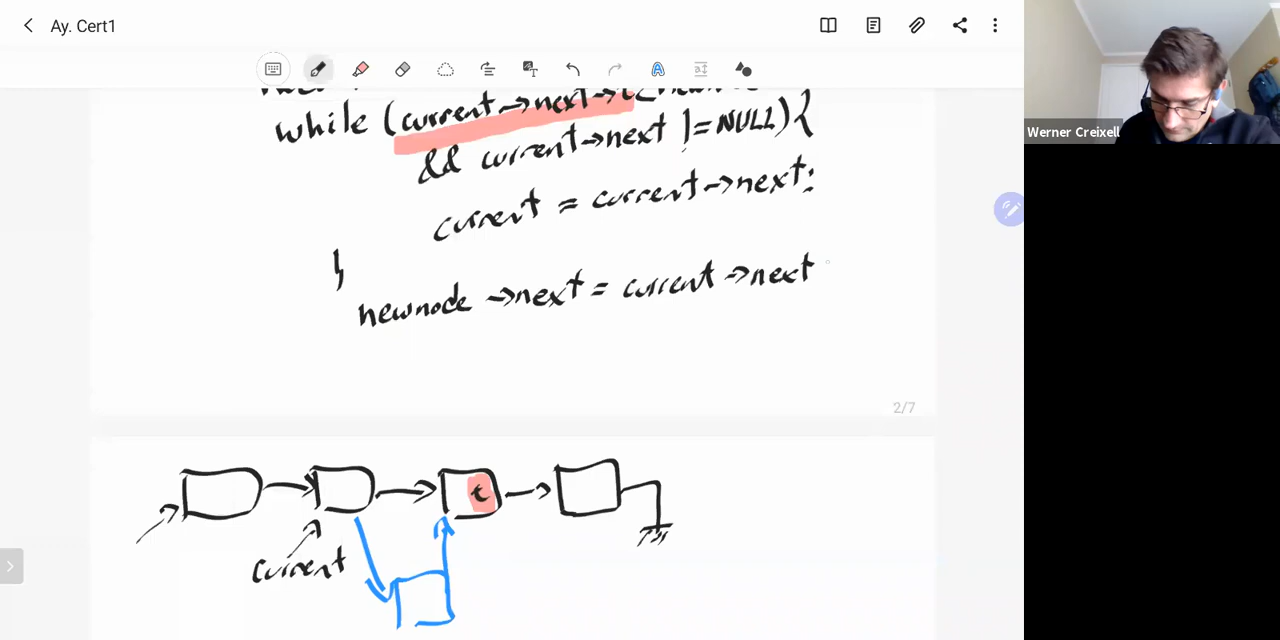 Ay. Cert1
while (current->next->t
&& current->next != NULL) {
current = current->next;
}
newnode ->next = current ->next
2/7
t
current
Werner Creixell